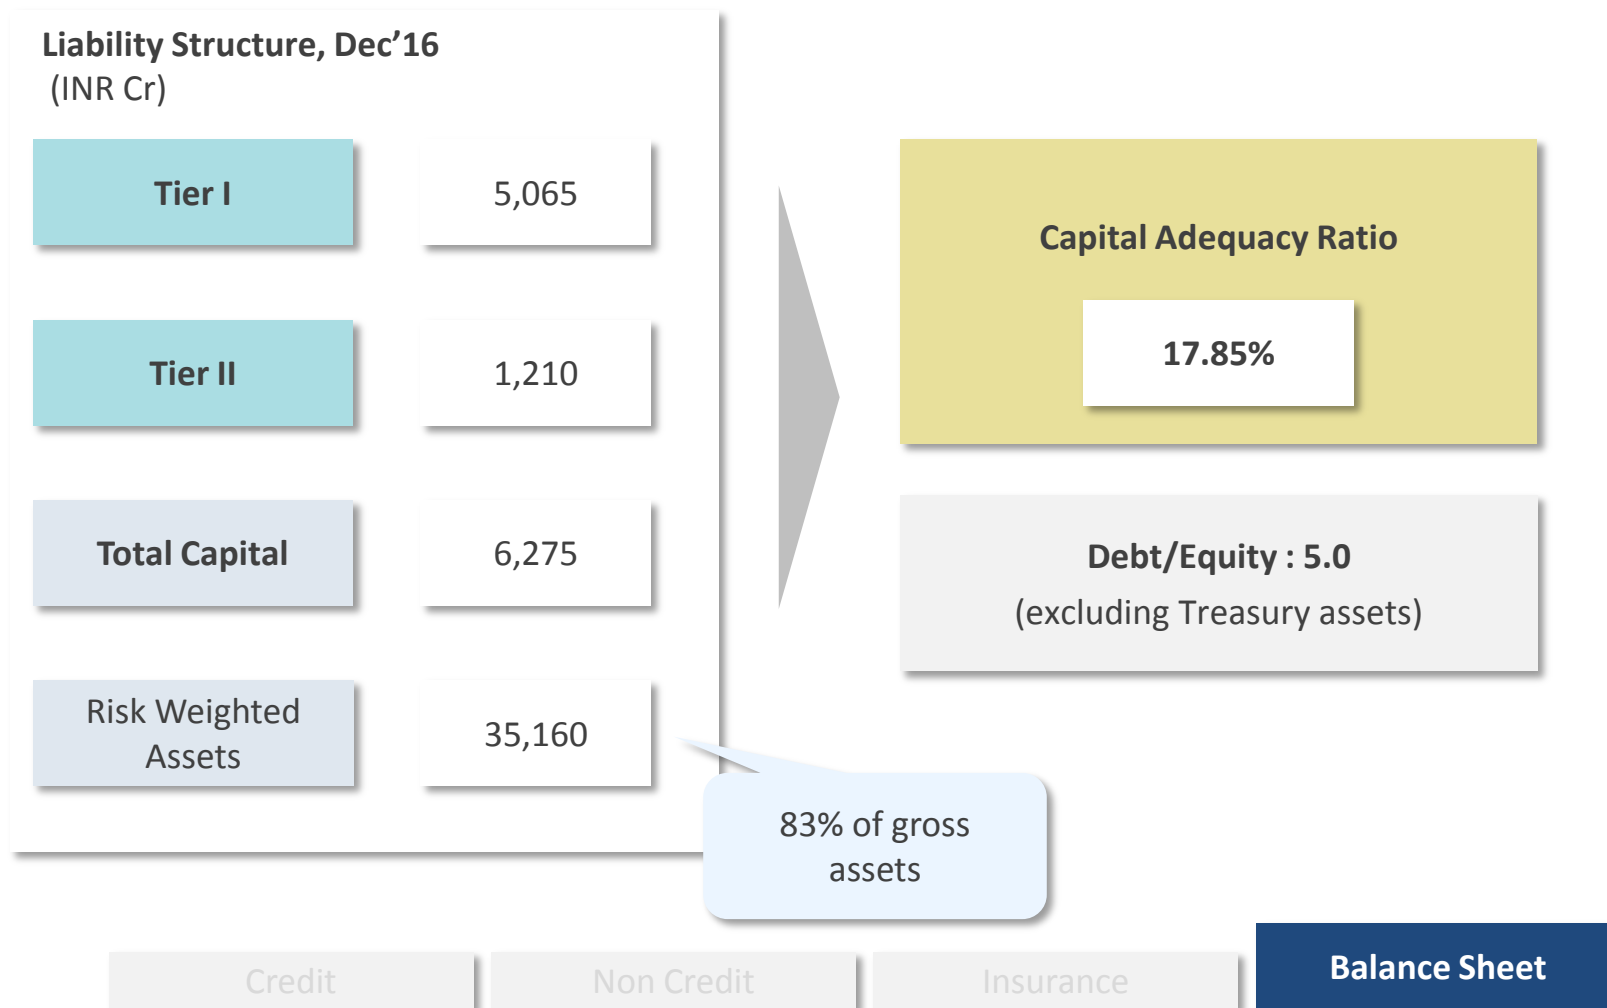 Liability Structure, Dec’16
(INR Cr)
Tier I
5,065
Tier II
1,210
Total Capital
6,275
Risk Weighted
Assets
35,160
83% of gross
assets
Capital Adequacy Ratio
17.85%
Debt/Equity : 5.0
(excluding Treasury assets)
Credit
Non Credit
Insurance
Balance Sheet